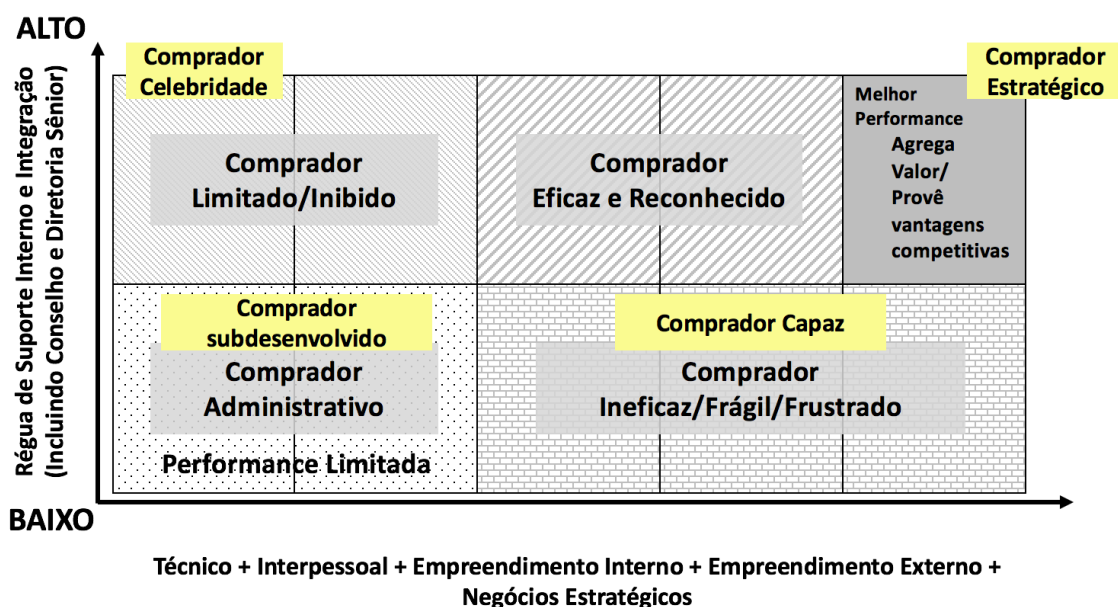 ALTO
Régua de Suporte Interno e Integração
(Incluindo Conselho e Diretoria Sênior)
Comprador
Celebridade
Comprador
Estratégico
Comprador
Limitado/Inibido
Comprador
Eficaz e Reconhecido
Melhor
Performance
Agrega
Valor/
Provê
vantagens
competitivas
Comprador
subdesenvolvido
Comprador
Administrativo
Performance Limitada
Comprador Capaz
Comprador
Ineficaz/Frágil/Frustrado
BAIXO
Técnico + Interpessoal + Empreendimento Interno + Empreendimento Externo +
Negócios Estratégicos